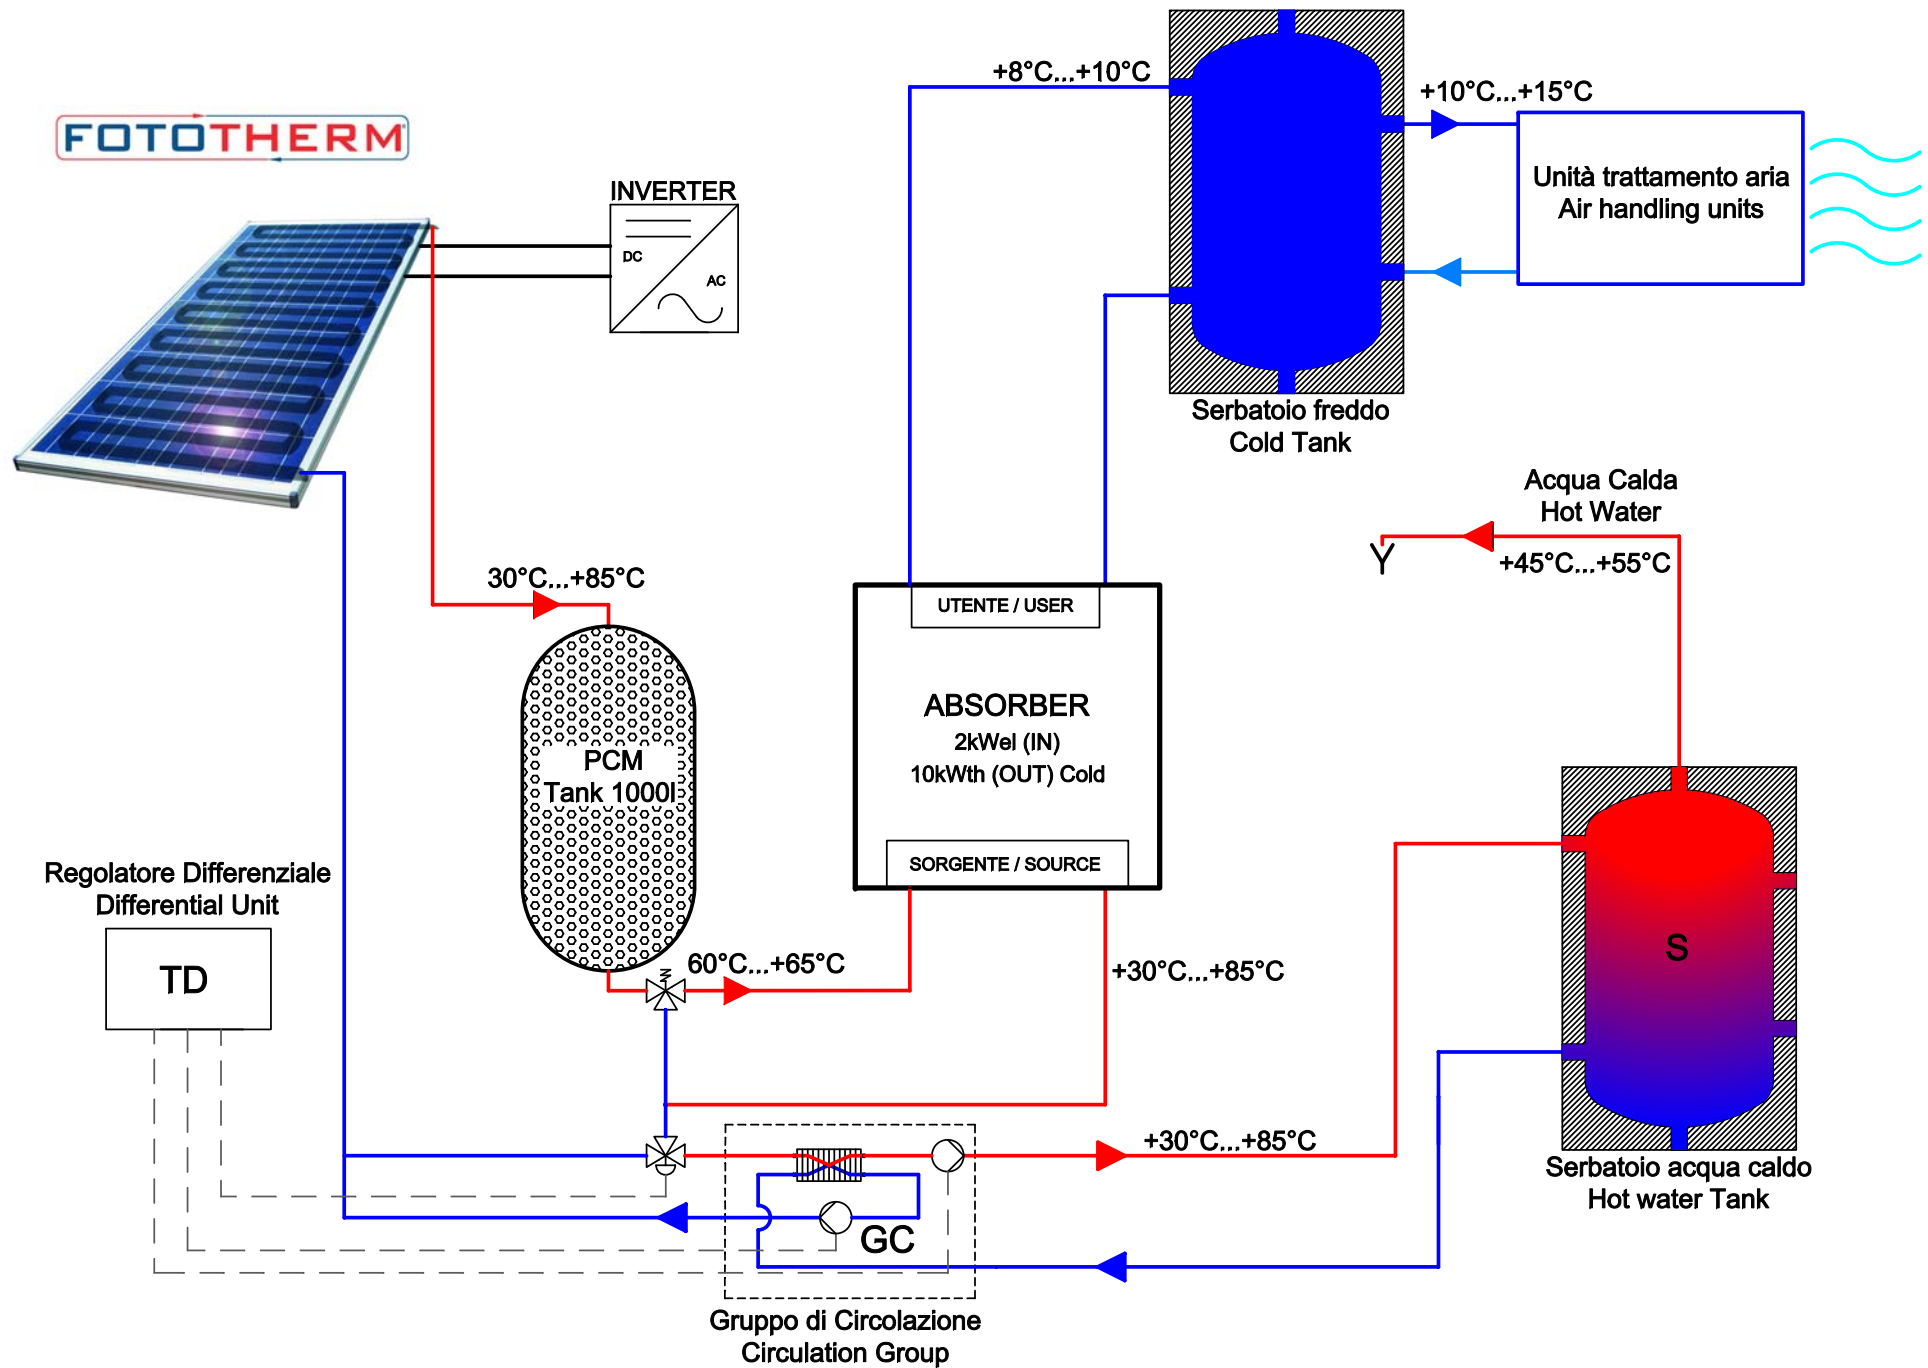 +8°C...+10°C
+10°C...+15°C
FOTOTHERM
Unità trattamento aria
Air handling units
INVERTER
DC
AC
Serbatoio freddo
Cold Tank
Acqua Calda
Hot Water
+45°C...+55°C
30°C...+85°C
UTENTE / USER
ABSORBER
2kWel (IN)
10kWth (OUT) Cold
SORGENTE / SOURCE
PCM
Tank 1000l
Regolatore Differenziale
Differential Unit
TD
60°C...+65°C
+30°C...+85°C
S
+30°C...+85°C
Serbatoio acqua caldo
Hot water Tank
GC
Gruppo di Circolazione
Circulation Group